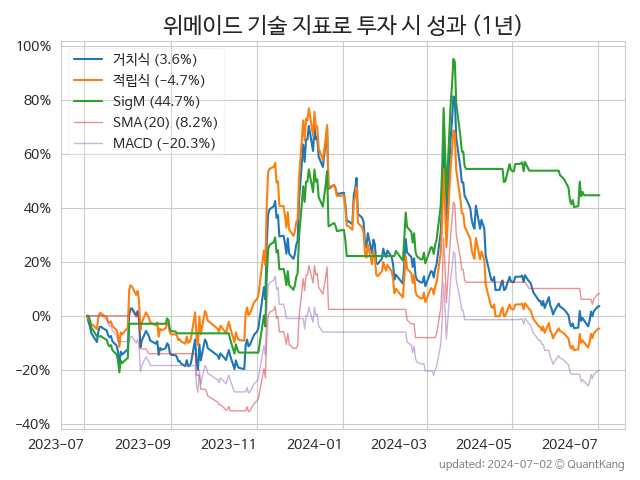 위메이드 기술 지표로 투자 시 성과 (1년)
100%
80%
60%
40%
20%
0%
−20%
−40%
거치식 (3.6%)
적립식 (−4.7%)
SigM (44.7%)
SMA(20) (8.2%)
MACD (−20.3%)
2023-07 2023-09 2023-11 2024-01 2024-03 2024-05 2024-07
updated: 2024-07-02 © QuantKang